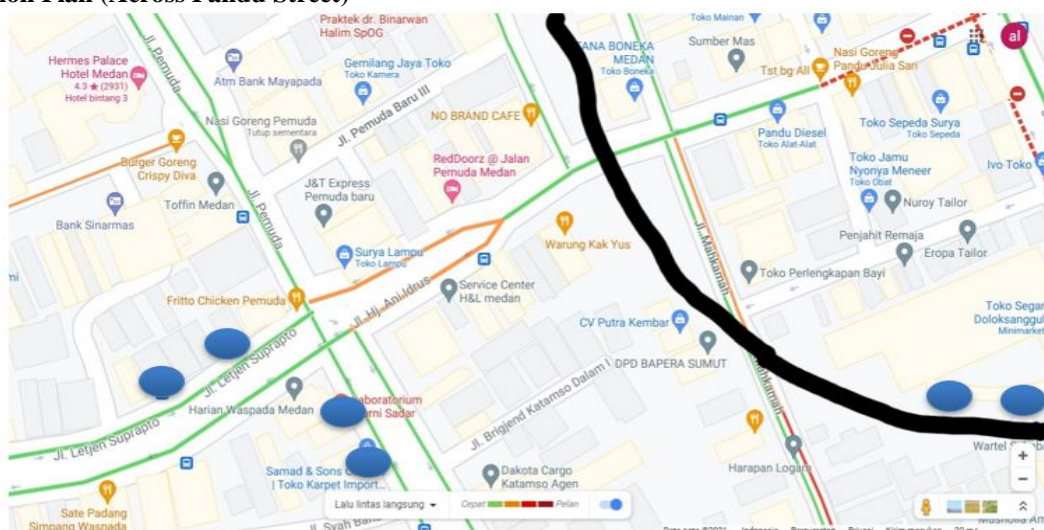 on Plan (Across Pandu Street)
Praktek dr. Binarwan
Halim SpOG
Toko Mainan
al
Jl. Pemuda
Hermes Palace
Hotel Medan
4.3 ★ (2931)
Hotel bintang 3
Atm Bank Mayapada
Gemilang Jaya Toko
Toko Kamera
TANA BONEKA
MEDAN
Toko Boneka
Sumber Mas
Tst bg All
Nasi Goreng
Pandu Julia Sari
Nasi Goreng Pemuda
Tutup sementara
Jl. Pemuda Baru III
NO BRAND CAFE
Pandu Diesel
Toko Alat-Alat
Toko Sepeda Surya
Toko Sepeda
Burger Goreng
Crispy Diva
Toffin Medan
RedDoorz @ Jalan
Pemuda Medan
Toko Jamu
Nyonya Meneer
Toko Obat
Ivo Toko
Bank Sinarmas
J&T Express
Pemuda baru
Jl. Pemuda
Nuroy Tailor
Penjahit Remaja
Eropa Tailor
Surya Lampu
Toko Lampu
Warung Kak Yus
Jl. Mahkamah
Toko Perlengkapan Bayi
Fritto Chicken Pemuda
Jl. Hj. Ani Idrus
Service Center
H&L medan
CV Putra Kembar
Toko Segar
Doloksanggul
Minimarket
Jl. Letjen Suprapto
DPD BAPERA SUMUT
Mahkamah
Harian Waspada Medan
Jl. Brigjend Katamso Dalam I
Jl. Letjen Suprapto
Samad & Sons
| Toko Karpet Import...
Dakota Cargo
Katamso Agen
Harapan Logam
Wartel
Sate Padang
Simpang Waspada
Lalu lintas langsung
Cepat
Pelan